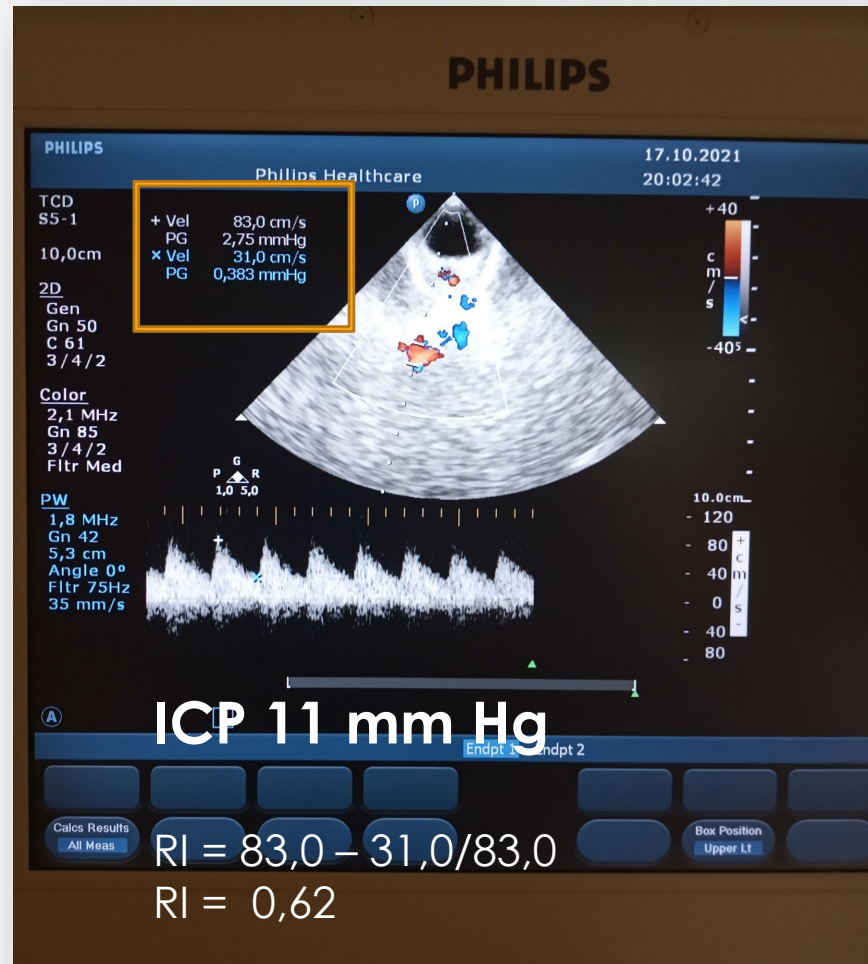 PHILIPS
PHILIPS
Philips Healthcare
17.10.2021
20:02:42
TCD
S5-1
10,0cm
2D
Gen
Gn 50
C 61
3/4/2
Color
2,1 MHz
Gn 85
3/4/2
Fltr Med
PW
1,8 MHz
Gn 42
5,3 cm
Angle 0°
Fltr 75Hz
35 mm/s
+ Vel 83,0 cm/s
PG 2,75 mmHg
× Vel 31,0 cm/s
PG 0,383 mmHg
P
+40
c
m
/
s
-40
5
G
P R
1,0 5,0
10.0cm
- 120
- 80
- 40
- 0
- 40
- 80
+
c
m
/
s
-
A
ICP 11 mm Hg
Endpt 1 Endpt 2
Calcs Results
All Meas
Box Position
Upper Lt
RI = 83,0 – 31,0/83,0
RI = 0,62